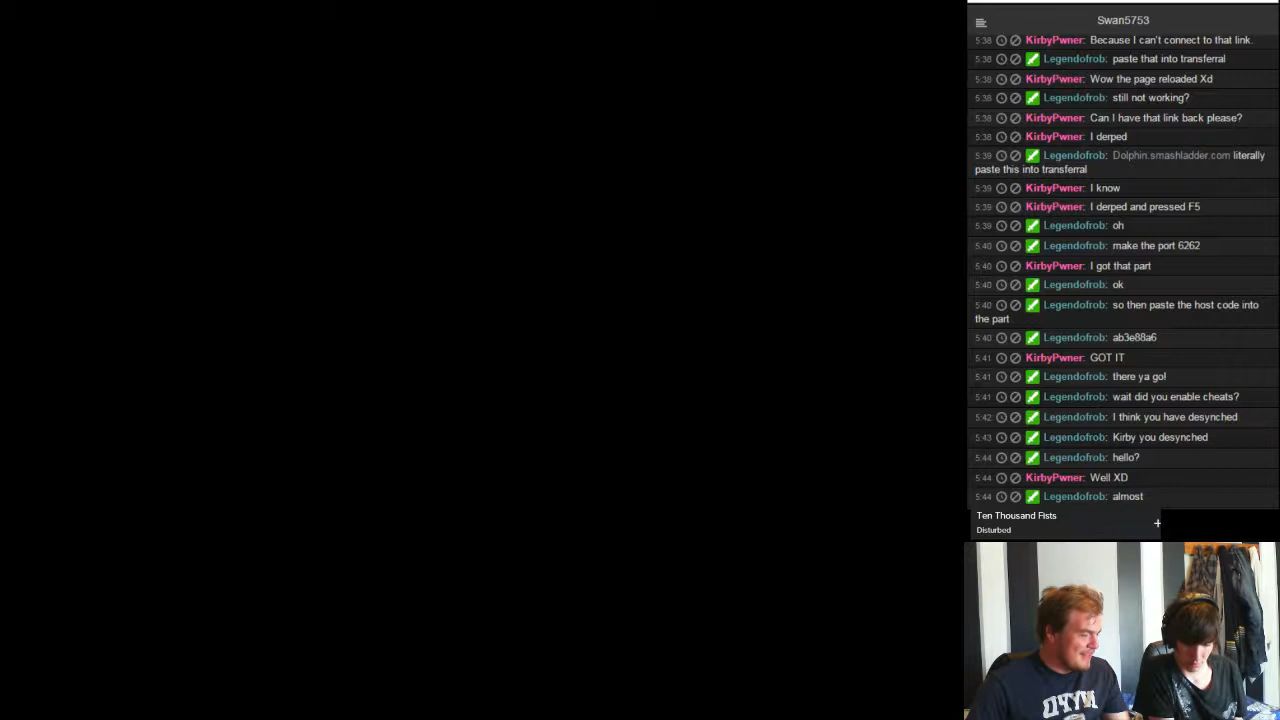 Swan5753
5:38 KirbyPwner: Because I can't connect to that link.
5:38 Legendofrob: paste that into transferral
5:38 KirbyPwner: Wow the page reloaded Xd
5:38 Legendofrob: still not working?
5:38 KirbyPwner: Can I have that link back please?
5:38 KirbyPwner: I derped
5:39 Legendofrob: Dolphin.smashladder.com literally
paste this into transferral
5:39 KirbyPwner: I know
5:39 KirbyPwner: I derped and pressed F5
5:39 Legendofrob: oh
5:40 Legendofrob: make the port 6262
5:40 KirbyPwner: I got that part
5:40 Legendofrob: ok
5:40 Legendofrob: so then paste the host code into
the part
5:40 Legendofrob: ab3e88a6
5:41 KirbyPwner: GOT IT
5:41 Legendofrob: there ya go!
5:41 Legendofrob: wait did you enable cheats?
5:42 Legendofrob: I think you have desynched
5:43 Legendofrob: Kirby you desynched
5:44 Legendofrob: hello?
5:44 KirbyPwner: Well XD
5:44 Legendofrob: almost
Ten Thousand Fists
+
Disturbed